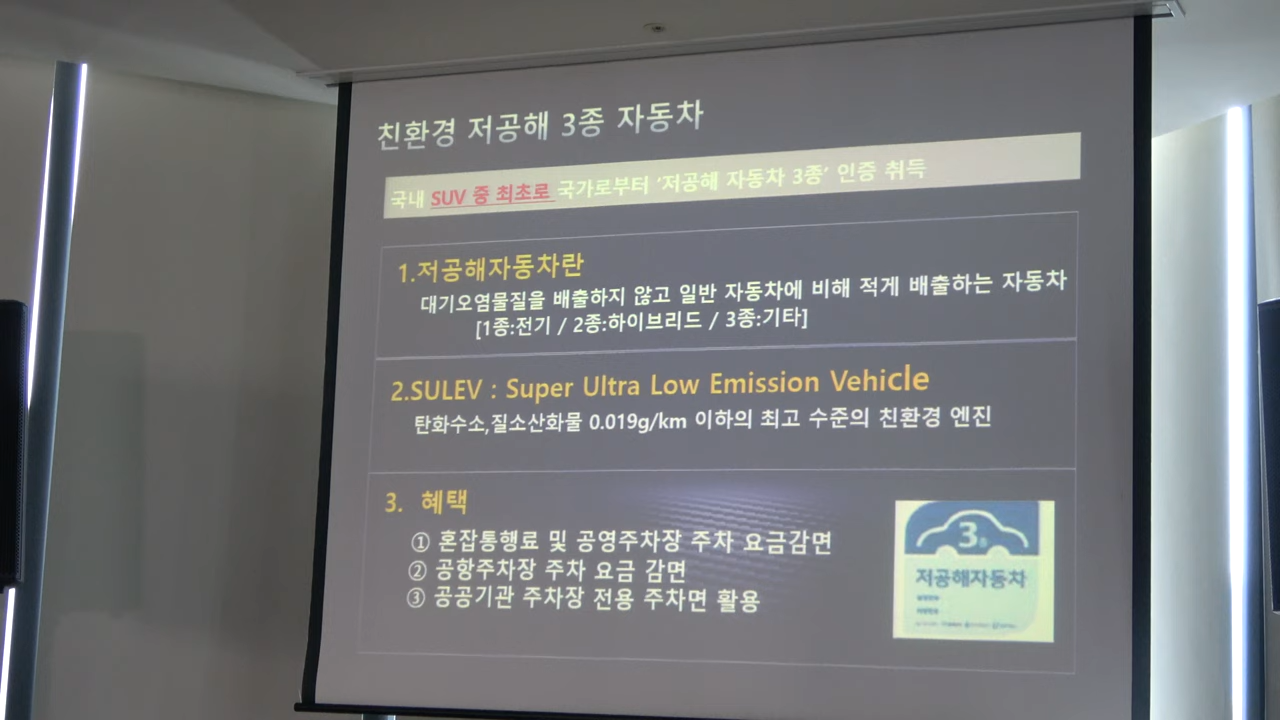 친환경 저공해 3종 자동차
국내 SUV 중 최초로 국가로부터 '저공해 자동차 3종' 인증 취득
1.저공해자동차란
대기오염물질을 배출하지 않고 일반 자동차에 비해 적게 배출하는 자동차
[1종:전기 / 2종:하이브리드 / 3종:기타]
2.SULEV : Super Ultra Low Emission Vehicle
탄화수소,질소산화물 0.019g/km 이하의 최고 수준의 친환경 엔진
3. 혜택
① 혼잡통행료 및 공영주차장 주차 요금감면
② 공항주차장 주차 요금 감면
③ 공공기관 주차장 전용 주차면 활용
3종
저공해자동차